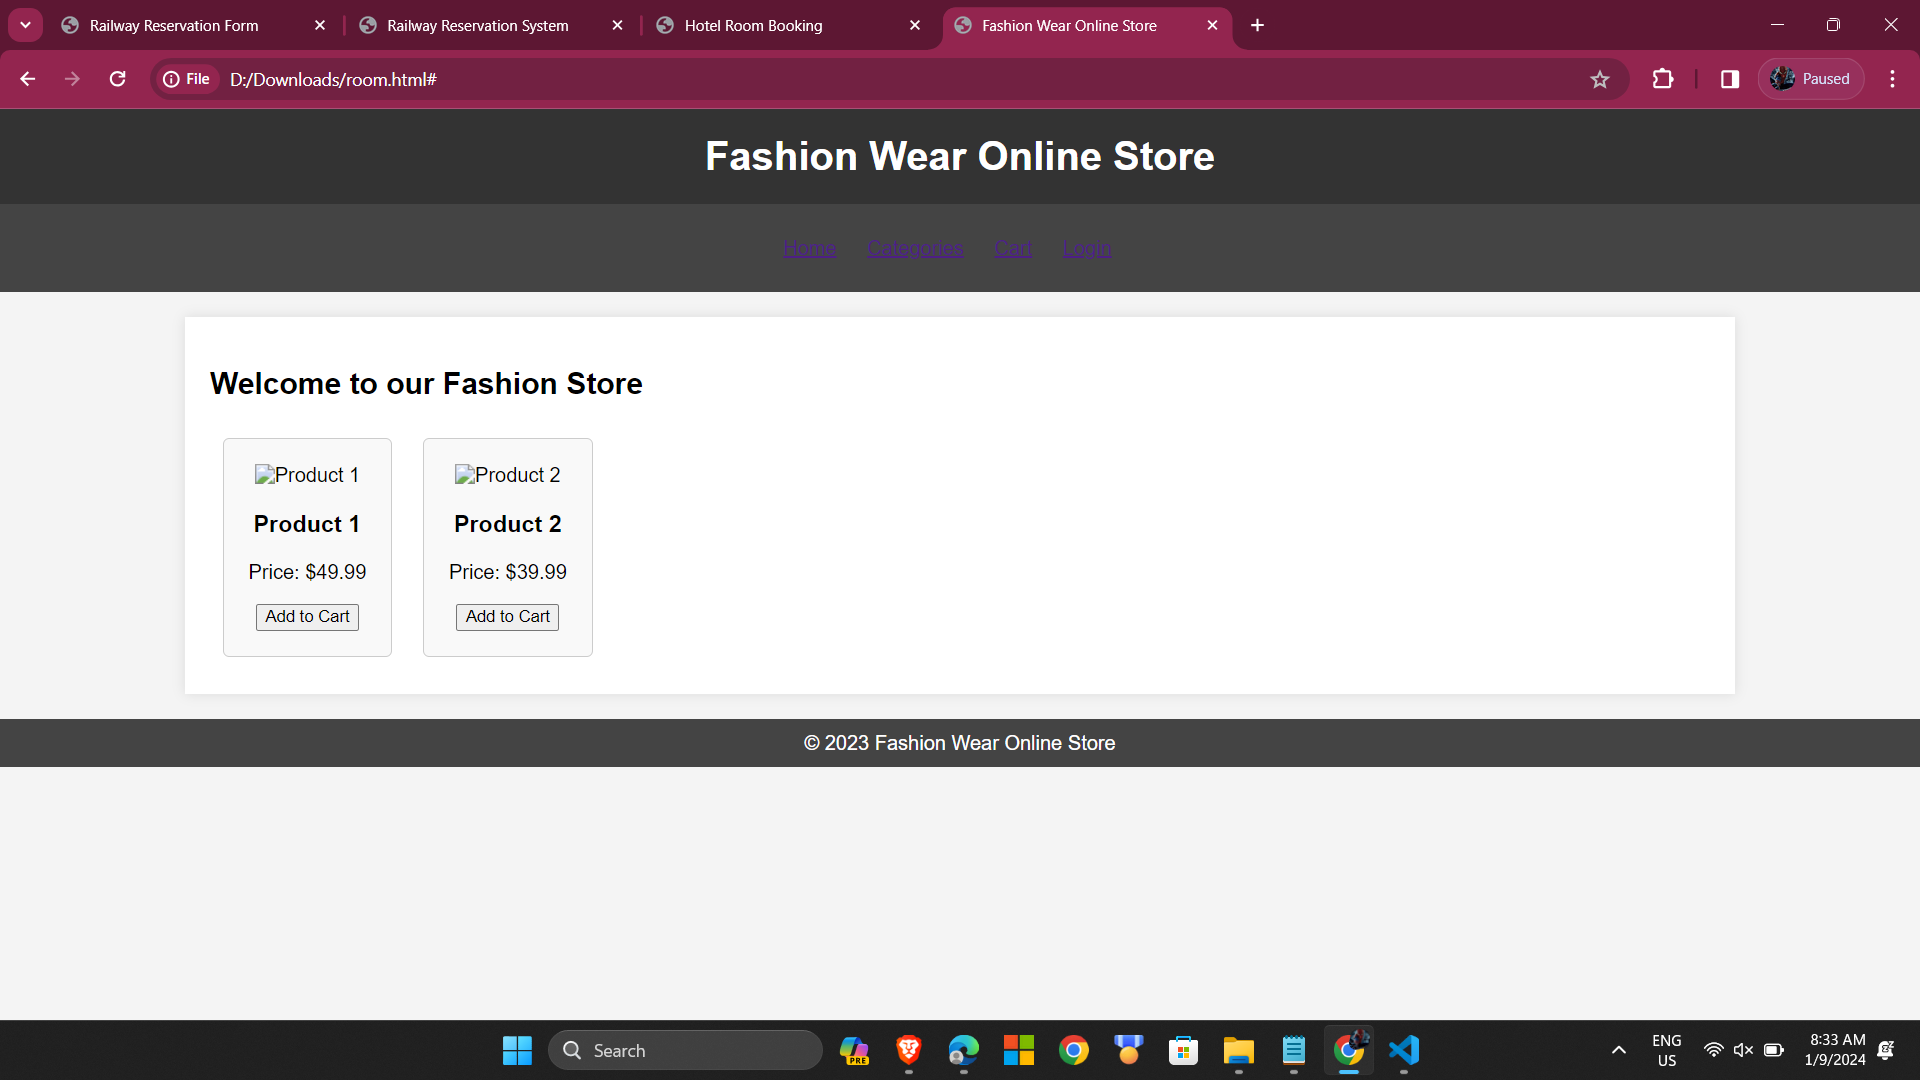 Railway Reservation Form
Railway Reservation System
Hotel Room Booking
Fashion Wear Online Store
File
D:/Downloads/room.html#
Paused
Fashion Wear Online Store
Home Categories Cart Login
Welcome to our Fashion Store
Product 1 Product 2
Product 1 Product 2
Price: $49.99 Price: $39.99
Add to Cart Add to Cart
© 2023 Fashion Wear Online Store
Search
PRE
ENG
US
8:33 AM
1/9/2024